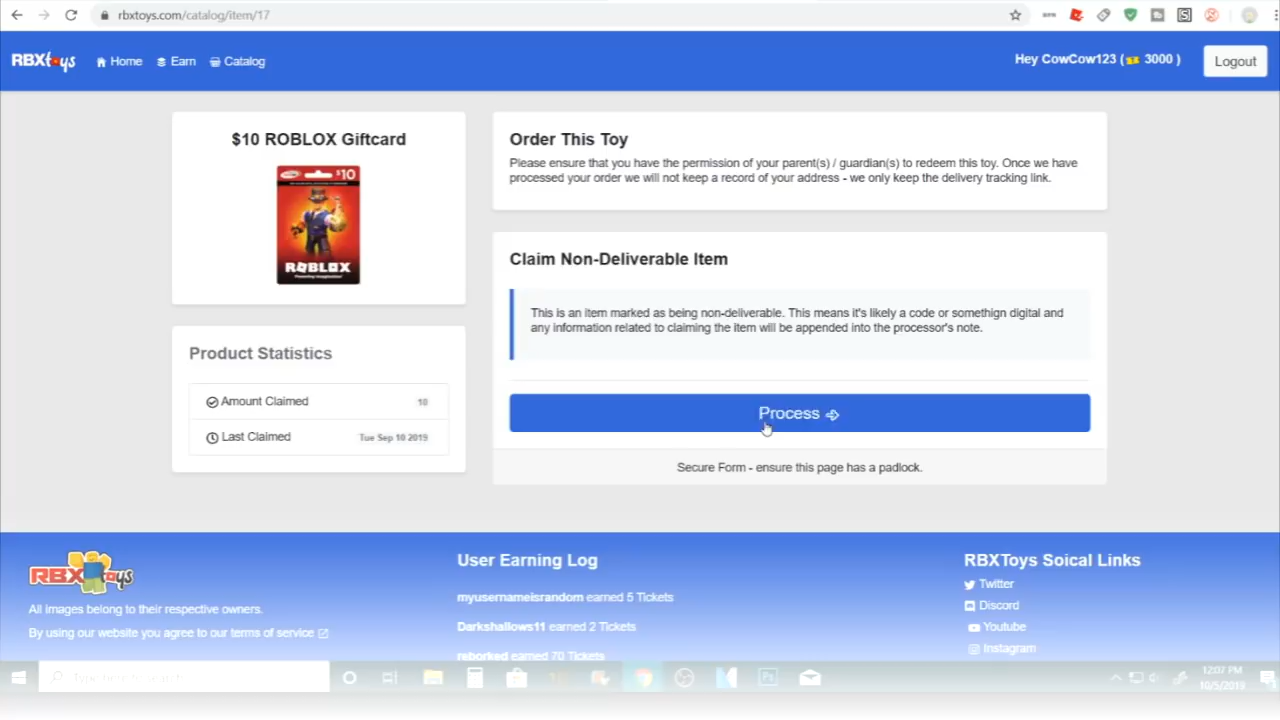 rbxtoys.com/catalog/item/17
RBXtoys Home Earn Catalog
Hey CowCow123 ( 3000 ) Logout
$10 ROBLOX Giftcard
$10
ROBLOX
Product Statistics
Amount Claimed 10
Last Claimed Tue Sep 10 2019
Order This Toy
Please ensure that you have the permission of your parent(s) / guardian(s) to redeem this toy. Once we have
processed your order we will not keep a record of your address - we only keep the delivery tracking link.
Claim Non-Deliverable Item
This is an item marked as being non-deliverable. This means it's likely a code or somethign digital and
any information related to claiming the item will be appended into the processor's note.
Process
Secure Form - ensure this page has a padlock.
RBXtoys
All images belong to their respective owners.
By using our website you agree to our terms of service
User Earning Log
myusernameisrandom earned 5 Tickets
Darkshallows11 earned 2 Tickets
reborked earned 70 Tickets
RBXToys Soical Links
Twitter
Discord
Youtube
Instagram
Type here to search
12:07 PM
10/5/2019